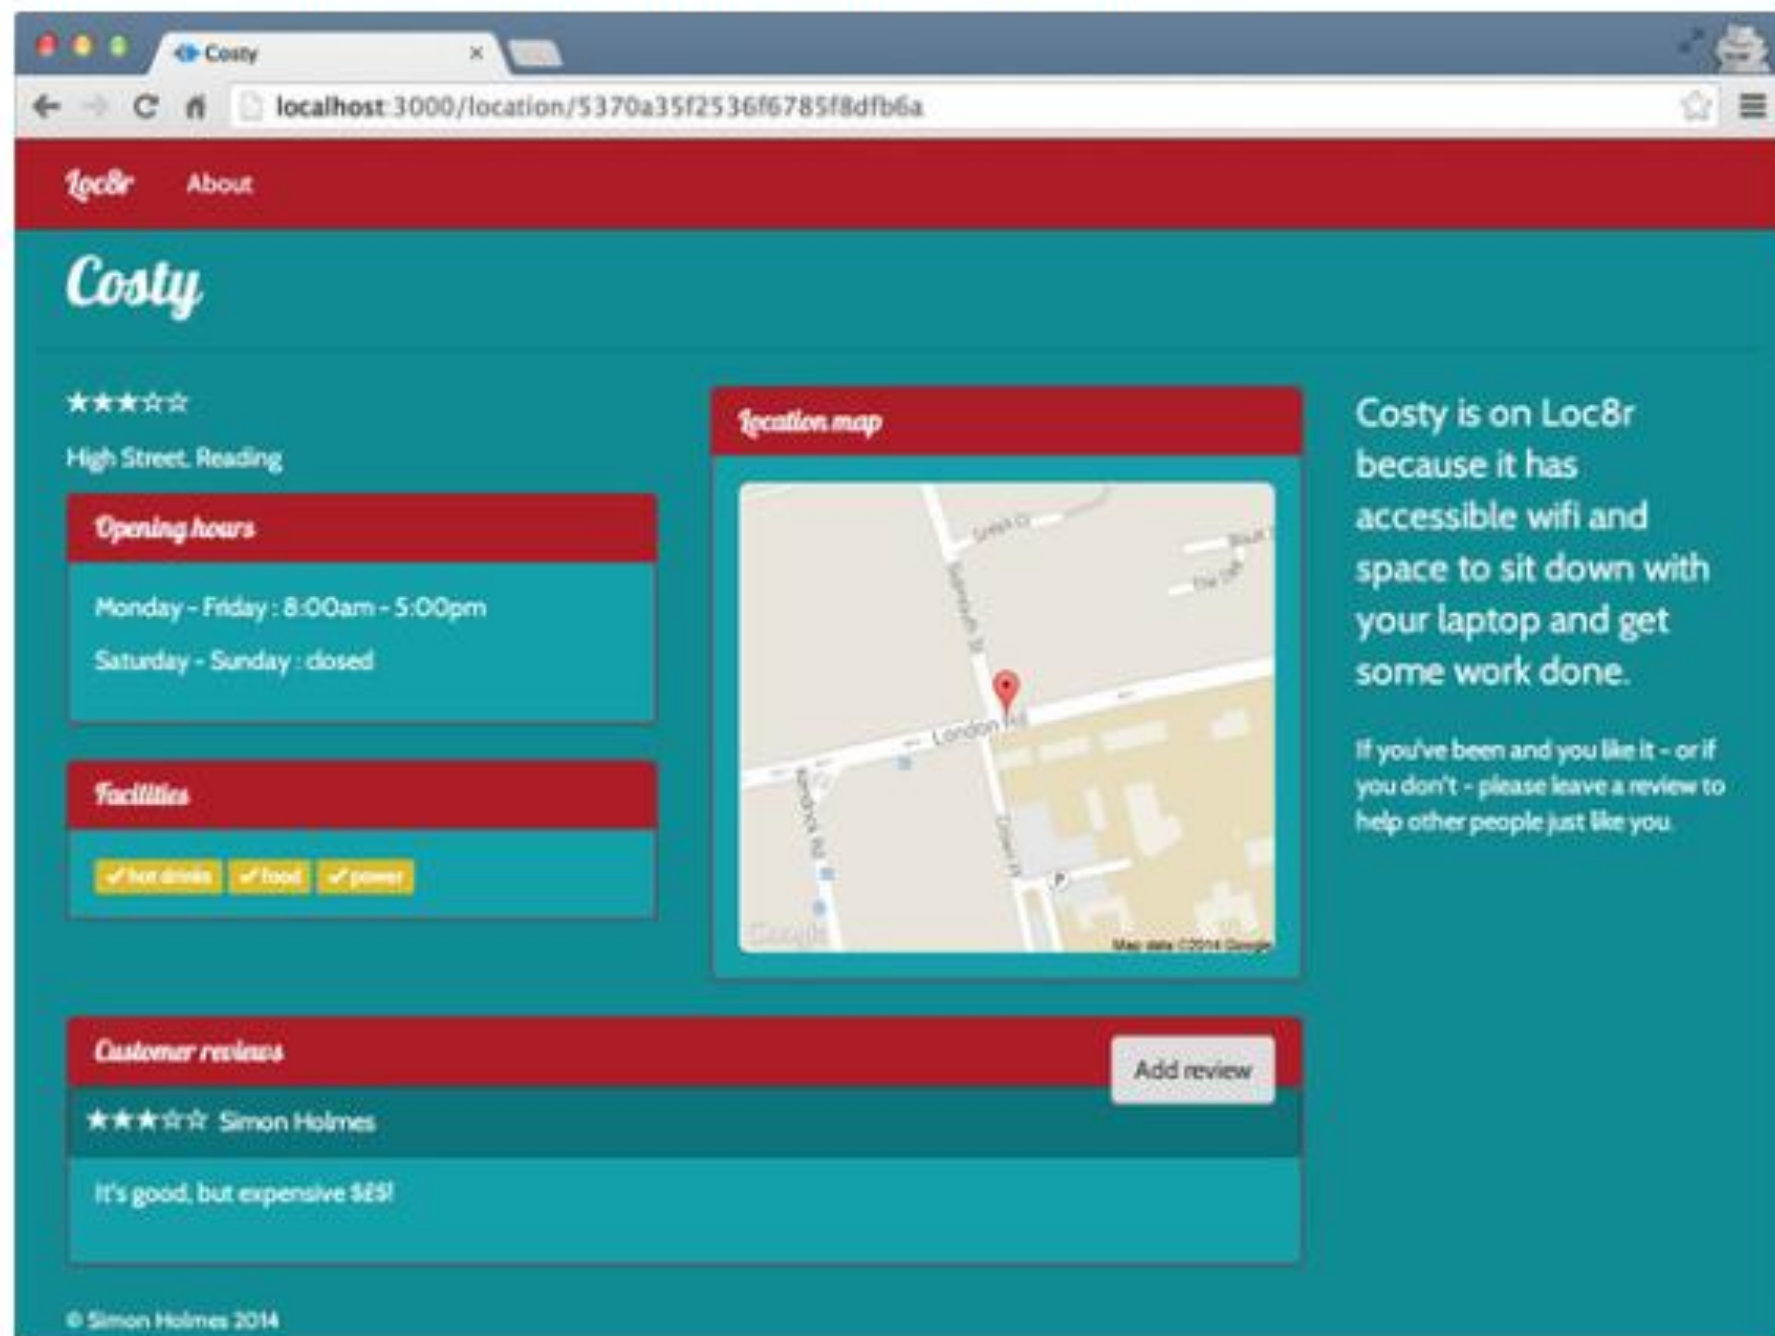 Costy
localhost:3000/location/5370a35f2536f6785f8dfb6a
Loc8r About
Costy
★★★☆☆
High Street, Reading
Opening hours
Monday - Friday : 8:00am - 5:00pm
Saturday - Sunday : closed
Facilities
hot drinks food power
Location map
London Rd
Kendrick Rd
P
Google
Map data ©2014 Google
Costy is on Loc8r
because it has
accessible wifi and
space to sit down with
your laptop and get
some work done.
If you've been and you like it - or if
you don't - please leave a review to
help other people just like you.
Customer reviews
Add review
★★★☆☆ Simon Holmes
It's good, but expensive $£$!
© Simon Holmes 2014